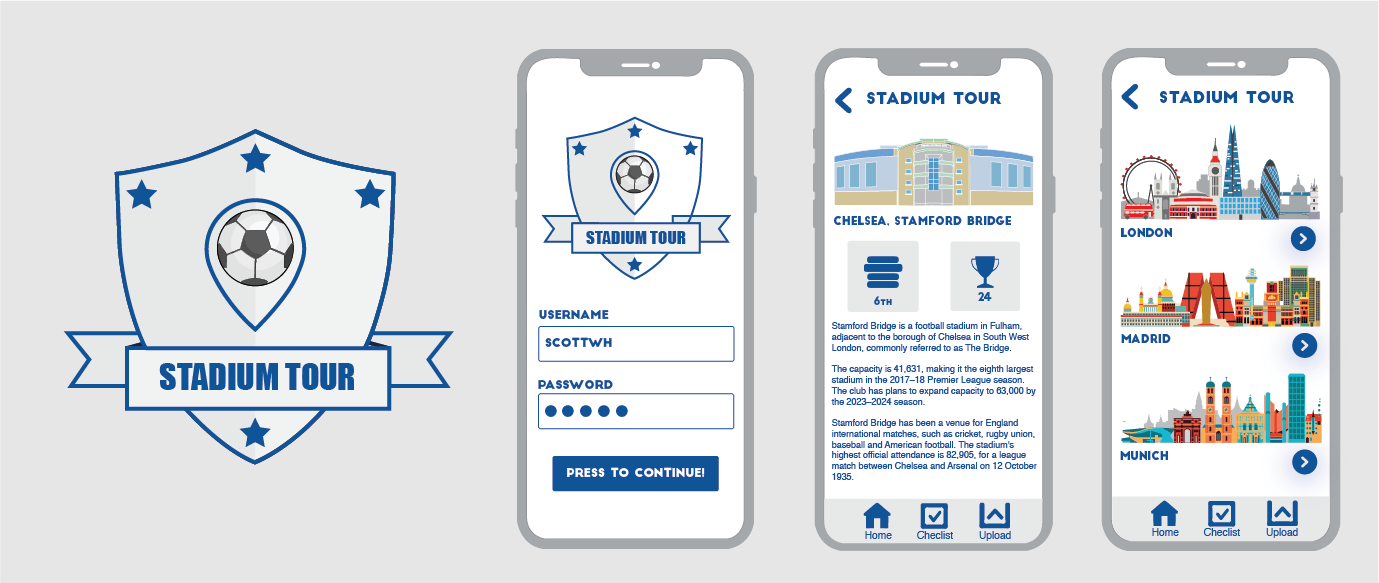 STADIUM TOUR
STADIUM TOUR
USERNAME
SCOTTWH
PASSWORD
PRESS TO CONTINUE!
STADIUM TOUR
CHELSEA. STAMFORD BRIDGE
6TH
24
Stamford Bridge is a football stadium in Fulham,
adjacent to the borough of Chelsea in South West
London, commonly referred to as The Bridge.
The capacity is 41,631, making it the eighth largest
stadium in the 2017–18 Premier League season.
The club has plans to expand capacity to 63,000 by
the 2023–2024 season.
Stamford Bridge has been a venue for England
international matches, such as cricket, rugby union,
baseball and American football. The stadium's
highest official attendance is 82,905, for a league
match between Chelsea and Arsenal on 12 October
1935.
Home
Checlist
Upload
STADIUM TOUR
LONDON
MADRID
MUNICH
Home
Checlist
Upload